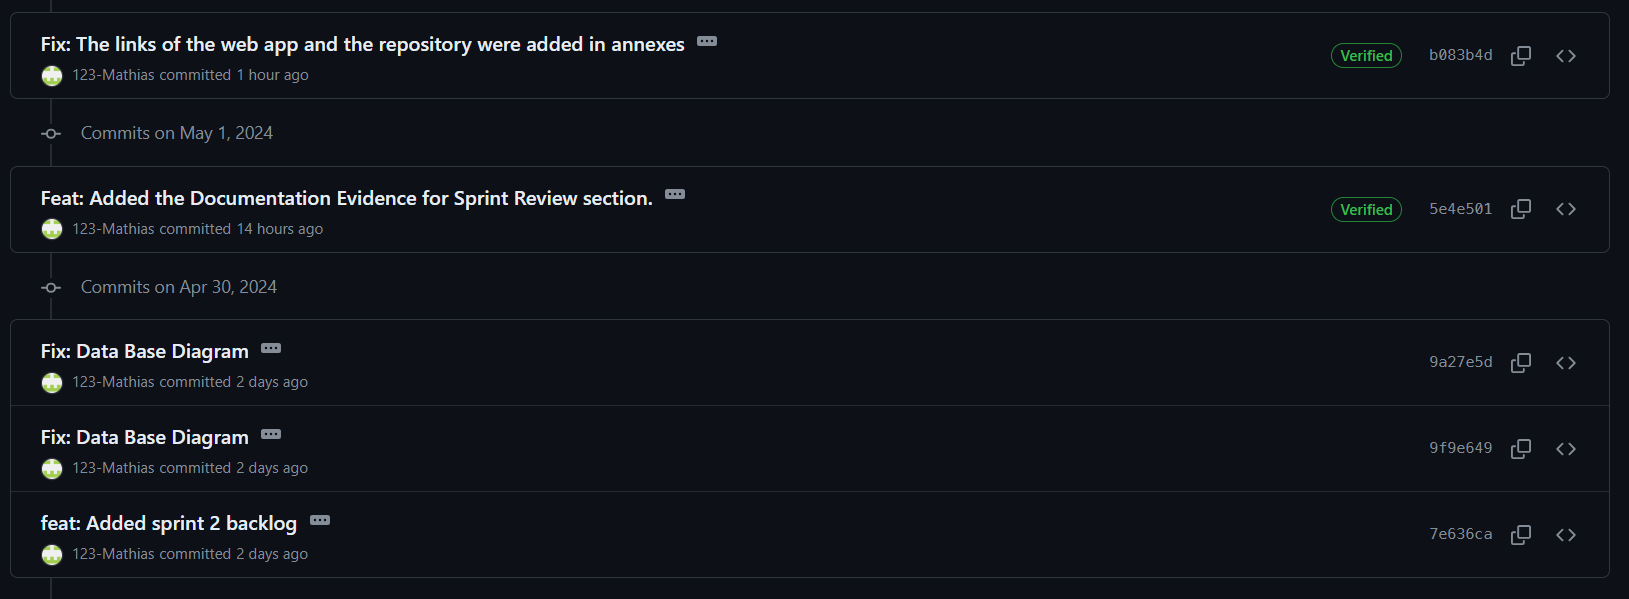 Fix: The links of the web app and the repository were added in annexes
123-Mathias committed 1 hour ago
Verified
b083b4d
Commits on May 1, 2024
Feat: Added the Documentation Evidence for Sprint Review section.
123-Mathias committed 14 hours ago
Verified
5e4e501
Commits on Apr 30, 2024
Fix: Data Base Diagram
123-Mathias committed 2 days ago
9a27e5d
Fix: Data Base Diagram
123-Mathias committed 2 days ago
9f9e649
feat: Added sprint 2 backlog
123-Mathias committed 2 days ago
7e636ca